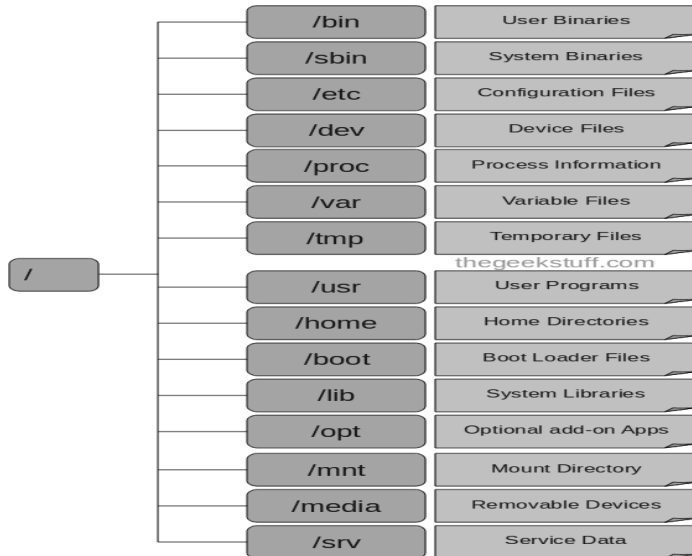 /bin User Binaries
/sbin System Binaries
/etc Configuration Files
/dev Device Files
/proc Process Information
/var Variable Files
/tmp Temporary Files
thegeekstuff.com
/
/usr User Programs
/home Home Directories
/boot Boot Loader Files
/lib System Libraries
/opt Optional add-on Apps
/mnt Mount Directory
/media Removable Devices
/srv Service Data